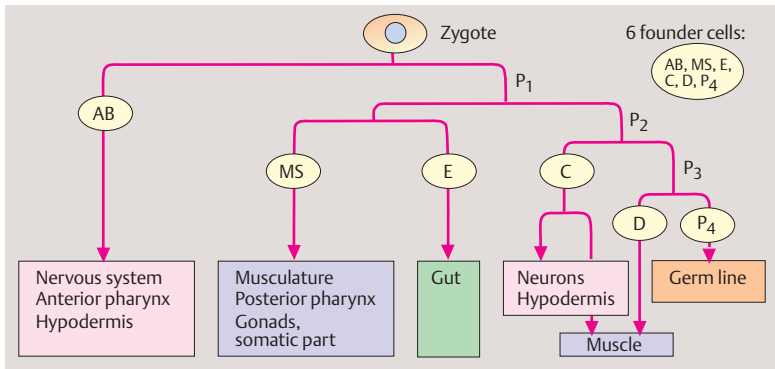 Zygote
6 founder cells:
AB, MS, E,
C, D, P4
P1
AB
P2
MS
E
C
P3
D
P4
Nervous system
Anterior pharynx
Hypodermis
Musculature
Posterior pharynx
Gonads,
somatic part
Gut
Neurons
Hypodermis
Germ line
Muscle